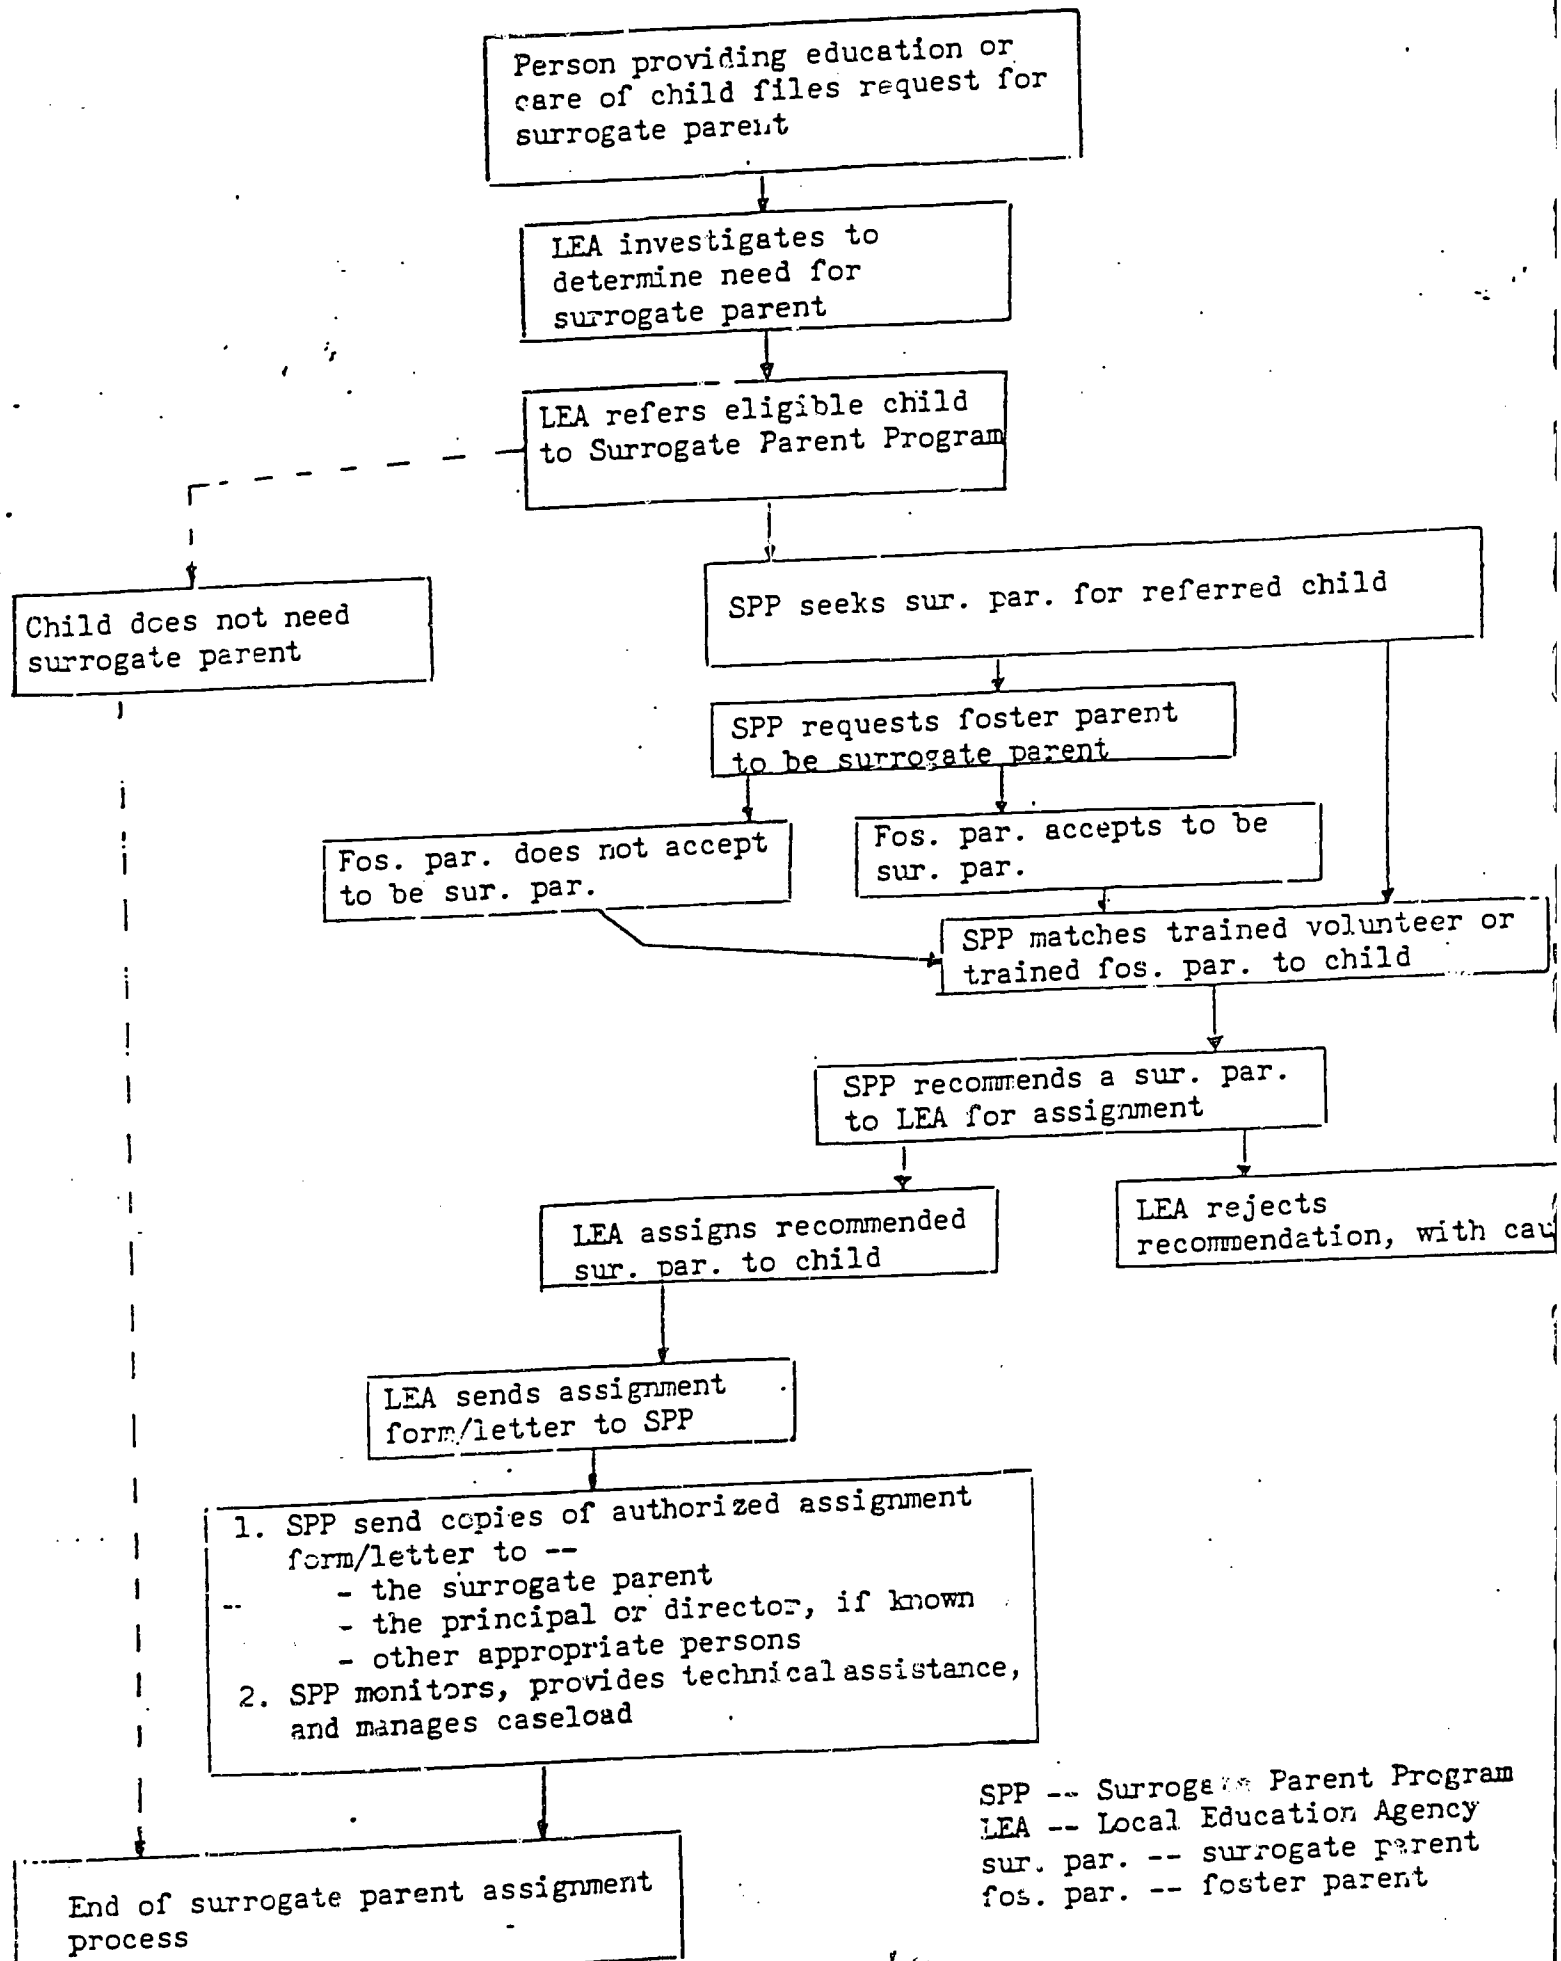 Person providing education or
care of child files request for
surrogate parent
LEA investigates to
determine need for
surrogate parent
LEA refers eligible child
to Surrogate Parent Program
Child does not need
surrogate parent
SPP seeks sur. par. for referred child
SPP requests foster parent
to be surrogate parent
Fos. par. does not accept
to be sur. par.
Fos. par. accepts to be
sur. par.
SPP matches trained volunteer or
trained fos. par. to child
SPP recommends a sur. par.
to LEA for assignment
LEA assigns recommended
sur. par. to child
LEA rejects
recommendation, with cau
LEA sends assignment
form/letter to SPP
1. SPP send copies of authorized assignment
form/letter to --
- the surrogate parent
- the principal or director, if known
- other appropriate persons
2. SPP monitors, provides technical assistance,
and manages caseload
End of surrogate parent assignment
process
SPP -- Surrogate Parent Program
LEA -- Local Education Agency
sur. par. -- surrogate parent
fos. par. -- foster parent